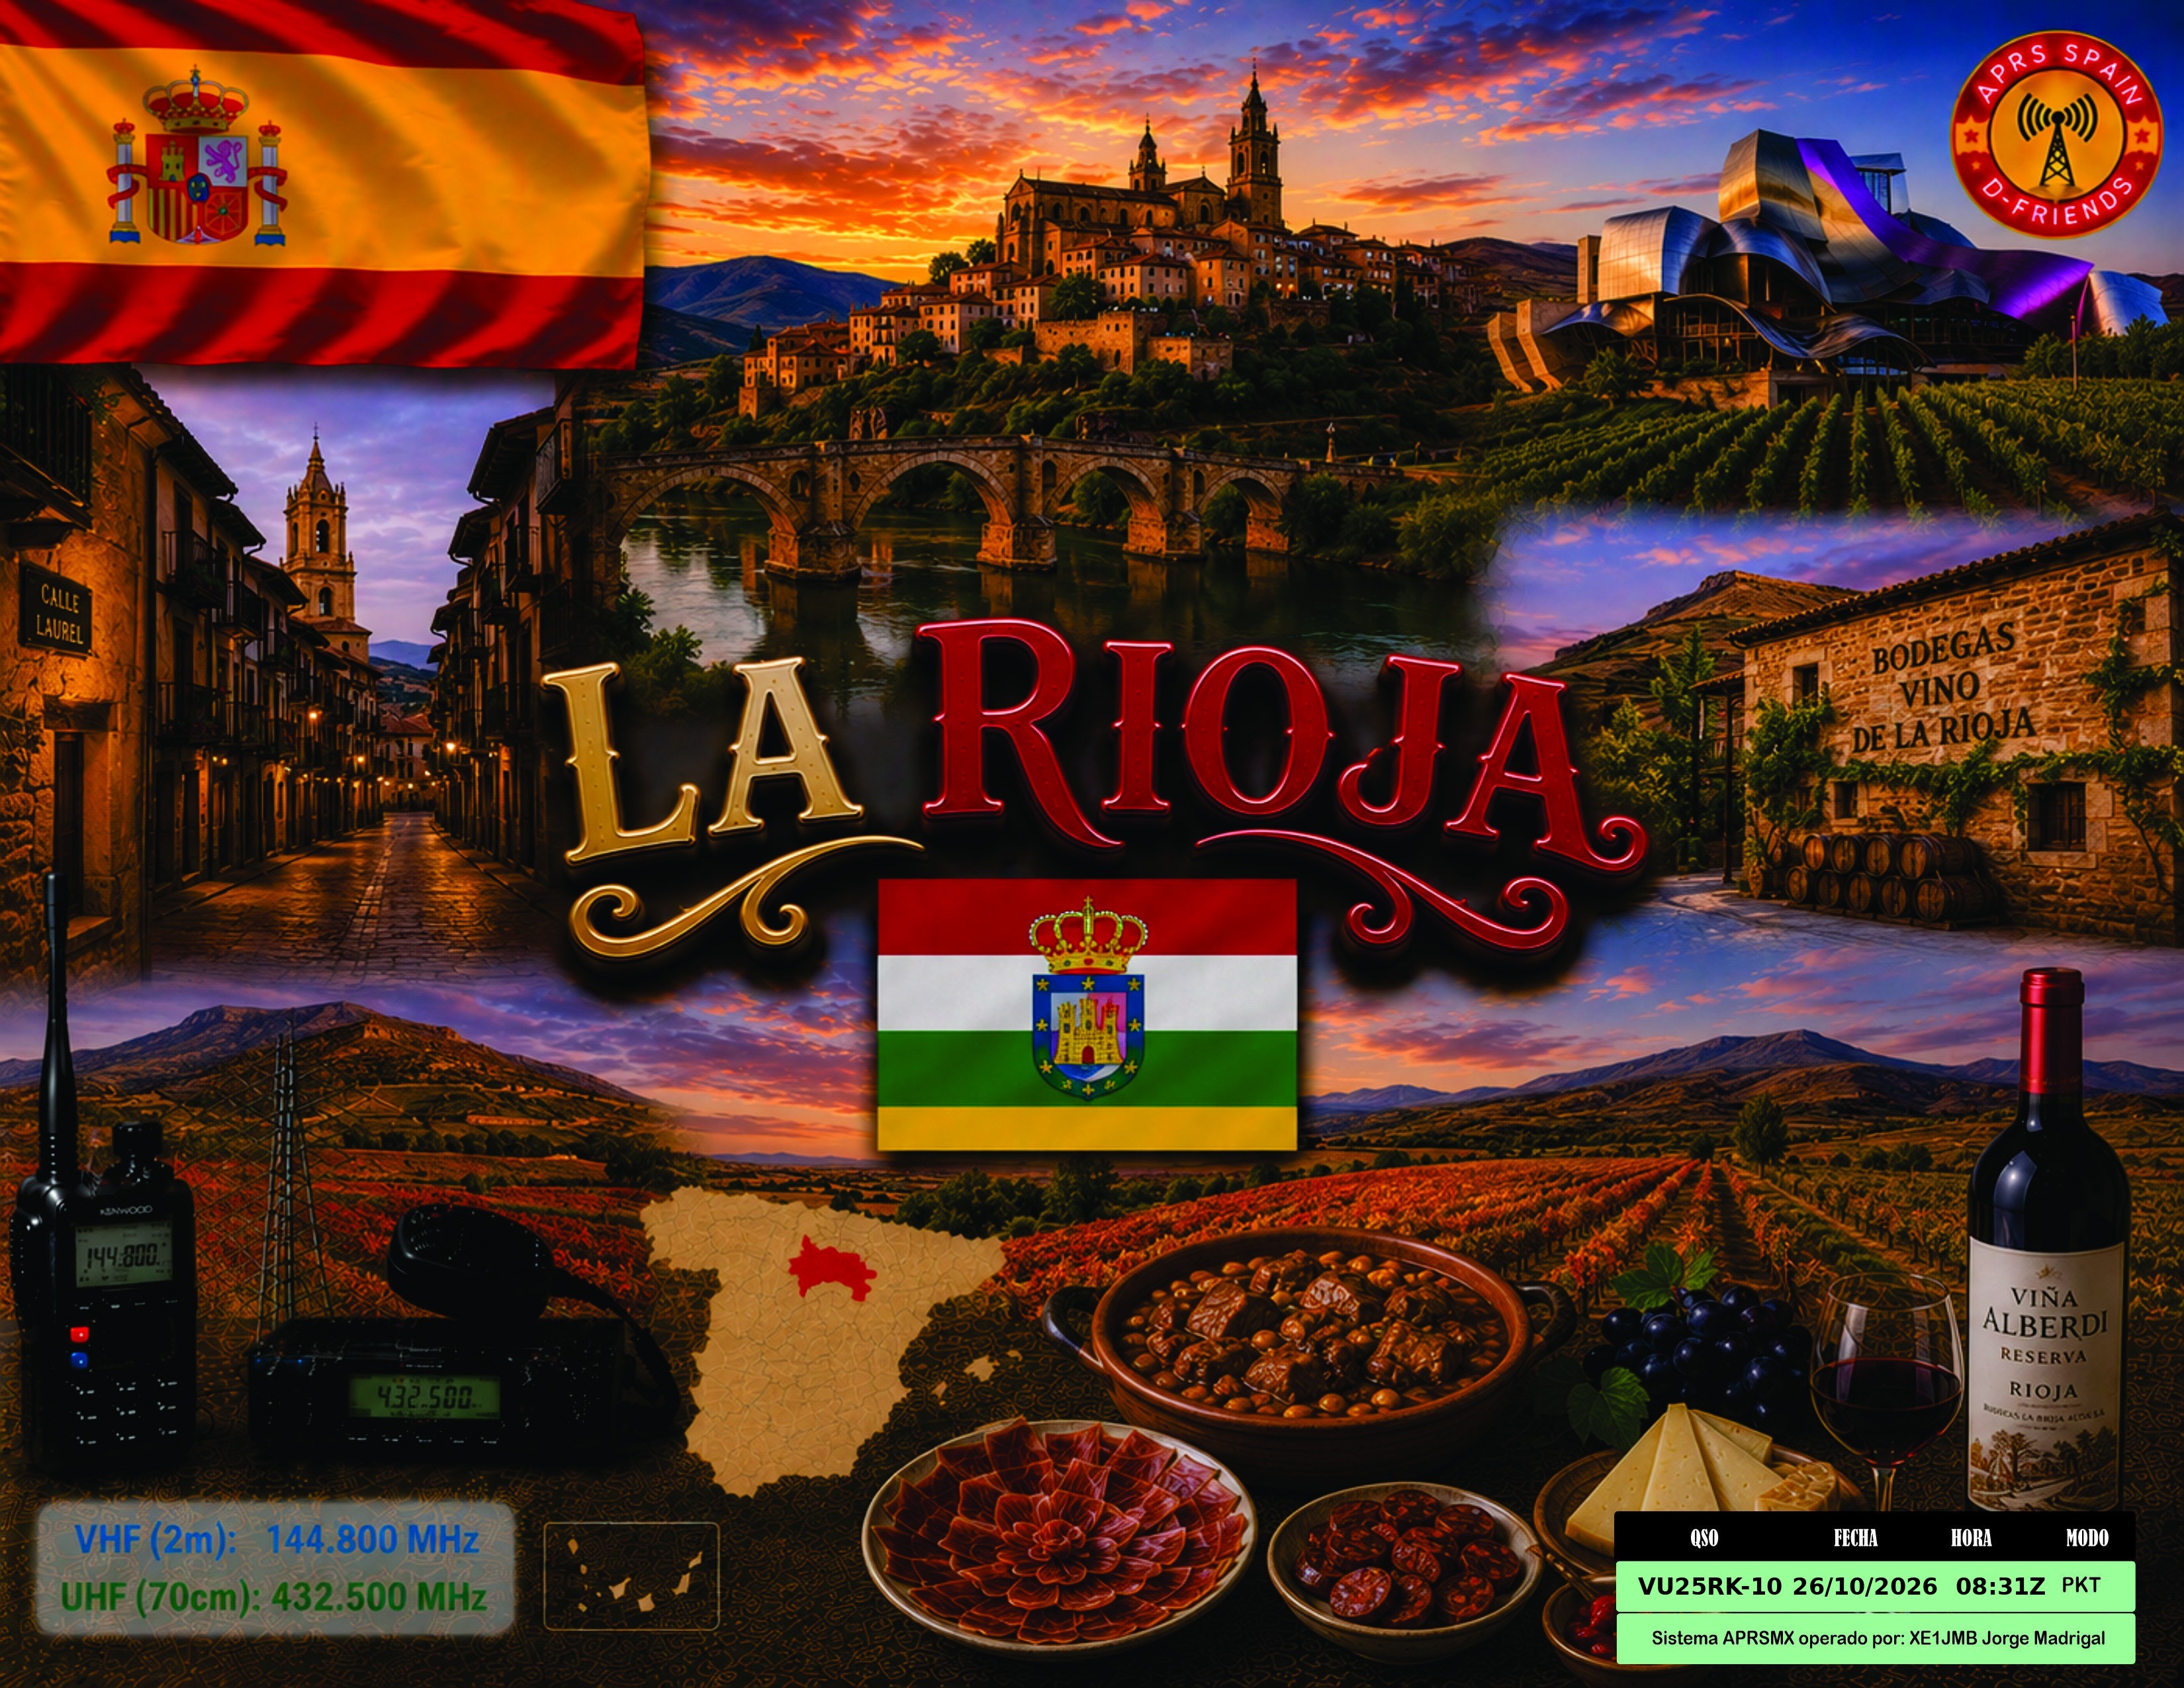 APRS SPAIN
D-FRIENDS
CALLE
LAUREL
BODEGAS
VINO
DE LA RIOJA
LA RIOJA
KENWOOD
144.800
432.500
VIÑA
ALBERDI
RESERVA
RIOJA
VHF (2m): 144.800 MHz
UHF (70cm): 432.500 MHz
QSO FECHA HORA MODO
VU25RK-10 26/10/2026 08:31Z PKT
Sistema APRSMX operado por: XE1JMB Jorge Madrigal